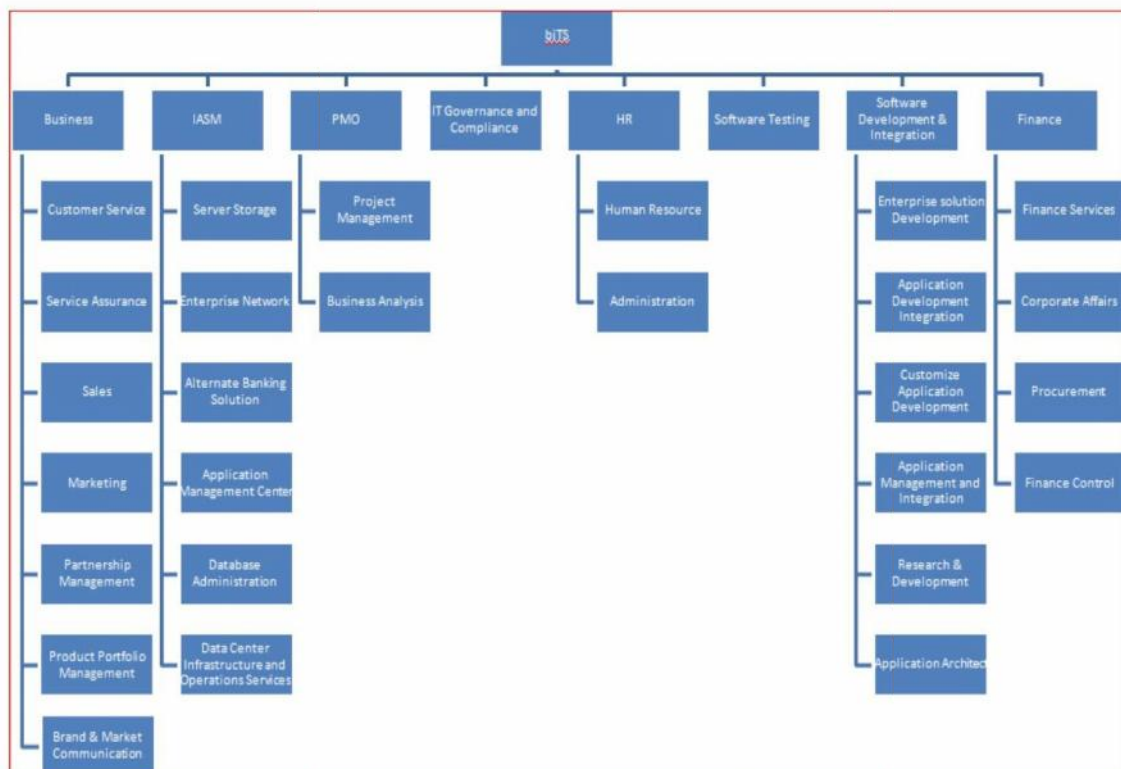 biTS
Business
IASM
PMO
IT Governance and
Compliance
HR
Software Testing
Software
Development &
Integration
Finance
Customer Service
Service Assurance
Sales
Marketing
Partnership
Management
Product Portfolio
Management
Brand & Market
Communication
Server Storage
Enterprise Network
Alternate Banking
Solution
Application
Management Center
Database
Administration
Data Center
Infrastructure and
Operations Services
Project
Management
Business Analysis
Human Resource
Administration
Enterprise solution
Development
Application
Development
Integration
Customize
Application
Development
Application
Management and
Integration
Research &
Development
Application Architect
Finance Services
Corporate Affairs
Procurement
Finance Control